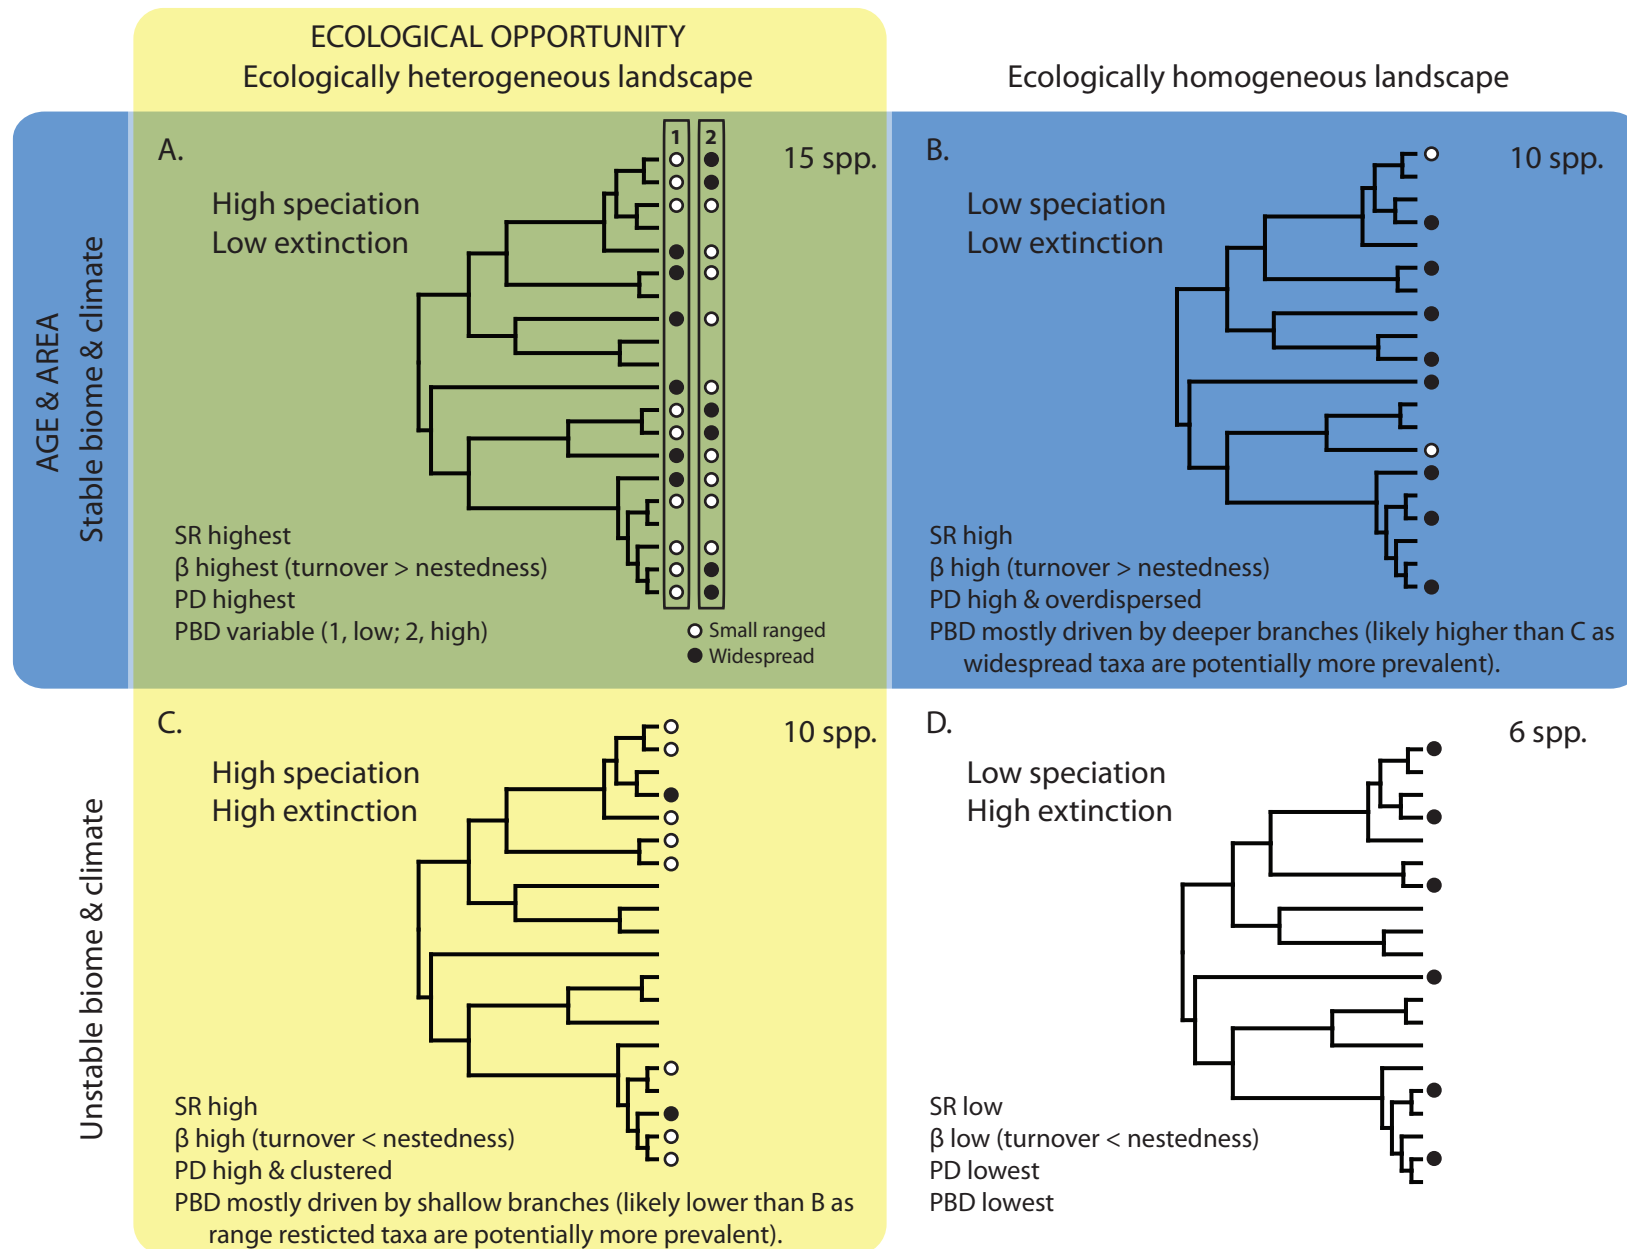 ECOLOGICAL OPPORTUNITY
Ecologically heterogeneous landscape
Ecologically homogeneous landscape
AGE & AREA
Stable biome & climate
A.
1 2
15 spp.
High speciation
Low extinction
SR highest
β highest (turnover > nestedness)
PD highest
PBD variable (1, low; 2, high)
Small ranged
Widespread
B.
10 spp.
Low speciation
Low extinction
SR high
β high (turnover > nestedness)
PD high & overdispersed
PBD mostly driven by deeper branches (likely higher than C as
widespread taxa are potentially more prevalent).
Unstable biome & climate
C.
10 spp.
High speciation
High extinction
SR high
β high (turnover < nestedness)
PD high & clustered
PBD mostly driven by shallow branches (likely lower than B as
range resticted taxa are potentially more prevalent).
D.
6 spp.
Low speciation
High extinction
SR low
β low (turnover < nestedness)
PD lowest
PBD lowest